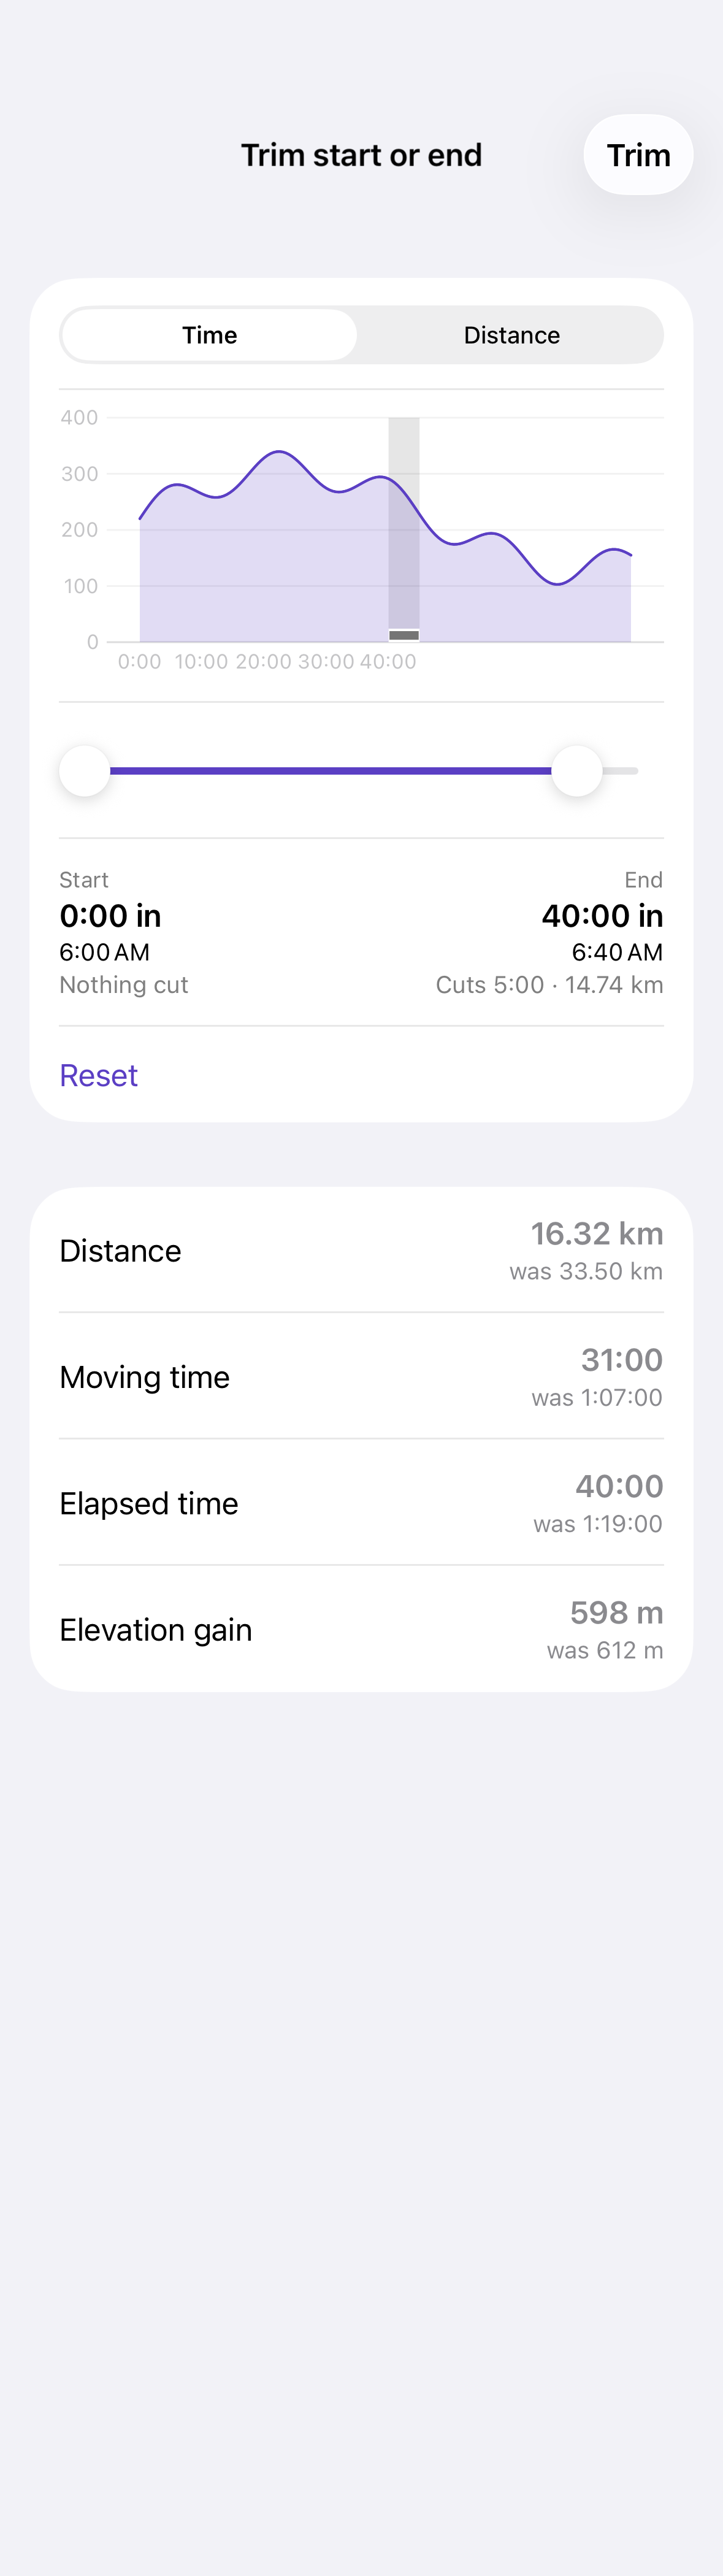 Trim start or end
Trim
Time
Distance
400
300
200
100
0
0:00 10:00 20:00 30:00 40:00
Start
End
0:00 in
40:00 in
6:00 AM
6:40 AM
Nothing cut
Cuts 5:00 · 14.74 km
Reset
Distance
16.32 km
was 33.50 km
Moving time
31:00
was 1:07:00
Elapsed time
40:00
was 1:19:00
Elevation gain
598 m
was 612 m